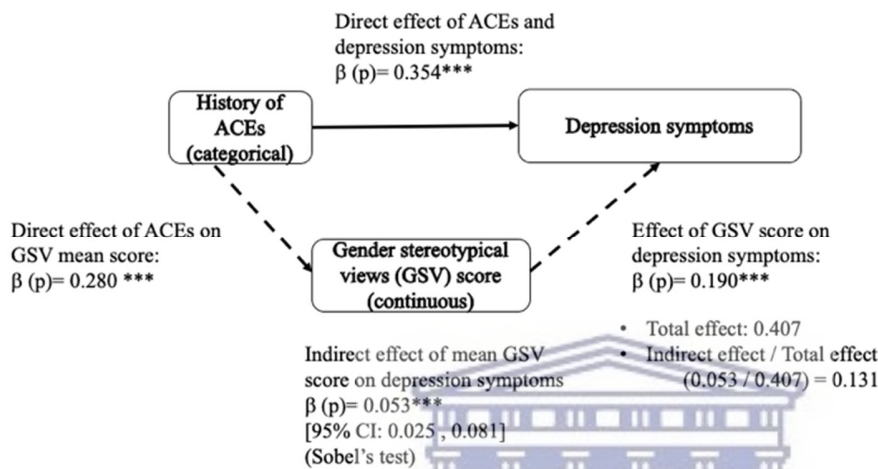 Direct effect of ACEs and
depression symptoms:
β (p)= 0.354***
History of
ACEs
(categorical)
Depression symptoms
Direct effect of ACEs on
GSV mean score:
β (p)= 0.280 ***
Gender stereotypical
views (GSV) score
(continuous)
Effect of GSV score on
depression symptoms:
β (p)= 0.190***
• Total effect: 0.407
• Indirect effect / Total effect
(0.053 / 0.407) = 0.131
Indirect effect of mean GSV
score on depression symptoms
β (p)= 0.053***
[95% CI: 0.025 , 0.081]
(Sobel’s test)